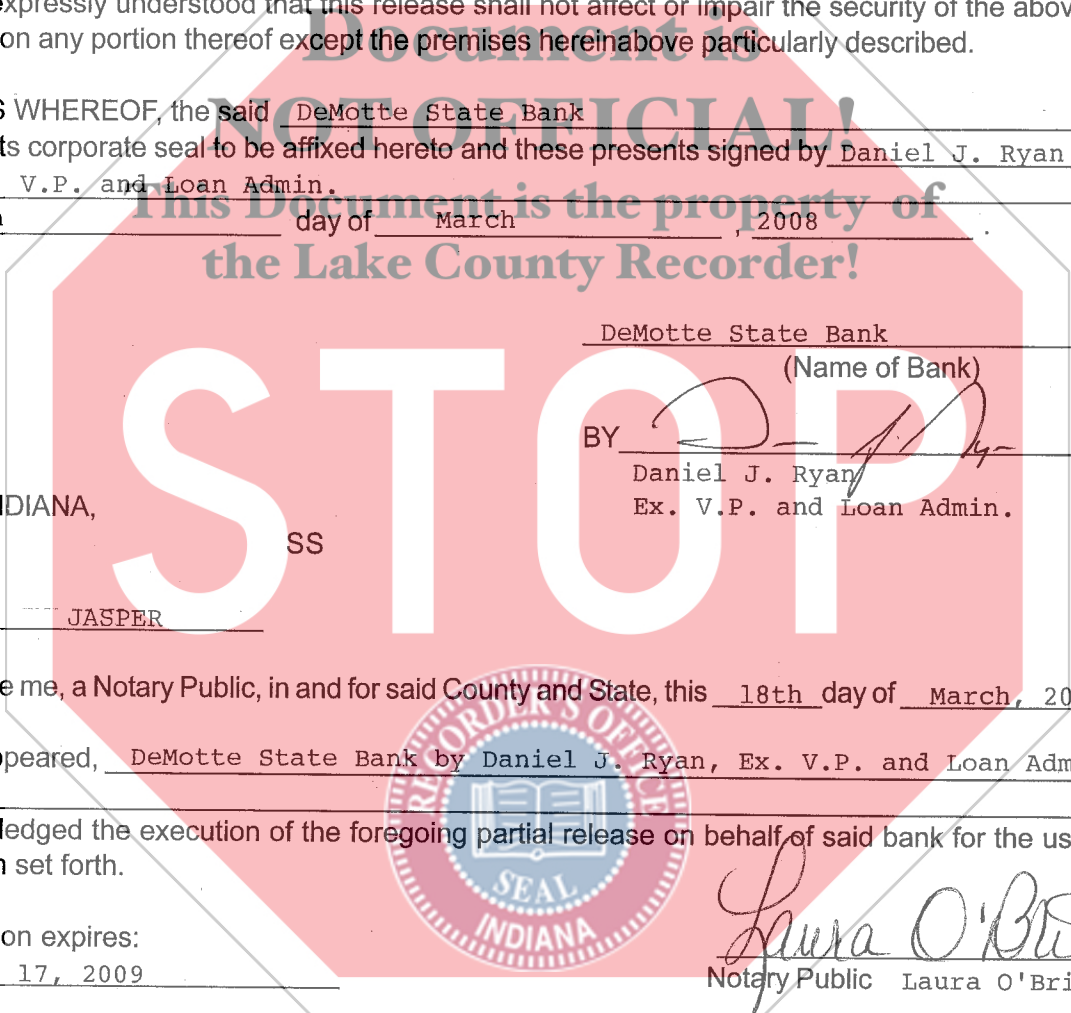 expressly understood that this release shall not affect or impair the security of the
on any portion thereof except the premises hereinabove particularly described.
Document is
WHEREOF, the said DeMotte State Bank
NOT OFFICIAL!
corporate seal to be affixed hereto and these presents signed by Daniel J. Ryan
V.P. and Loan Admin.
This Document is the property of
day of March , 2008 .
the Lake County Recorder!
DeMotte State Bank
(Name of Bank)
STOP
BY
Daniel J. Ryan
Ex. V.P. and Loan Admin.
DIANA,
SS
JASPER
me, a Notary Public, in and for said County and State, this 18th day of March, 20
peared, DeMotte State Bank by Daniel J. Ryan, Ex. V.P. and Loan Adm
ledged the execution of the foregoing partial release on behalf of said bank for the us
set forth.
RECORDER'S OFFICE
SEAL
INDIANA
on expires:
17, 2009
Laura O'Bri
Notary Public Laura O'Bri